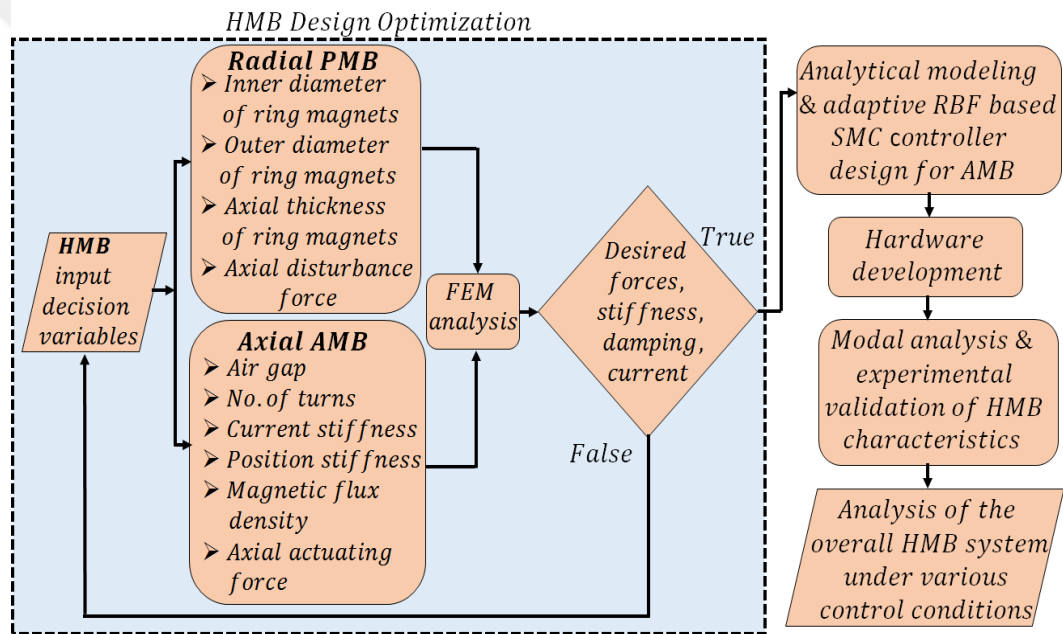 HMB Design Optimization
HMB
input
decision
variables
Radial PMB
➢ Inner diameter
of ring magnets
➢ Outer diameter
of ring magnets
➢ Axial thickness
of ring magnets
➢ Axial disturbance
force
Axial AMB
➢ Air gap
➢ No. of turns
➢ Current stiffness
➢ Position stiffness
➢ Magnetic flux
density
➢ Axial actuating
force
FEM
analysis
Desired
forces,
stiffness,
damping,
current
True
False
Analytical modeling
& adaptive RBF based
SMC controller
design for AMB
Hardware
development
Modal analysis &
experimental
validation of HMB
characteristics
Analysis of the
overall HMB system
under various
control conditions